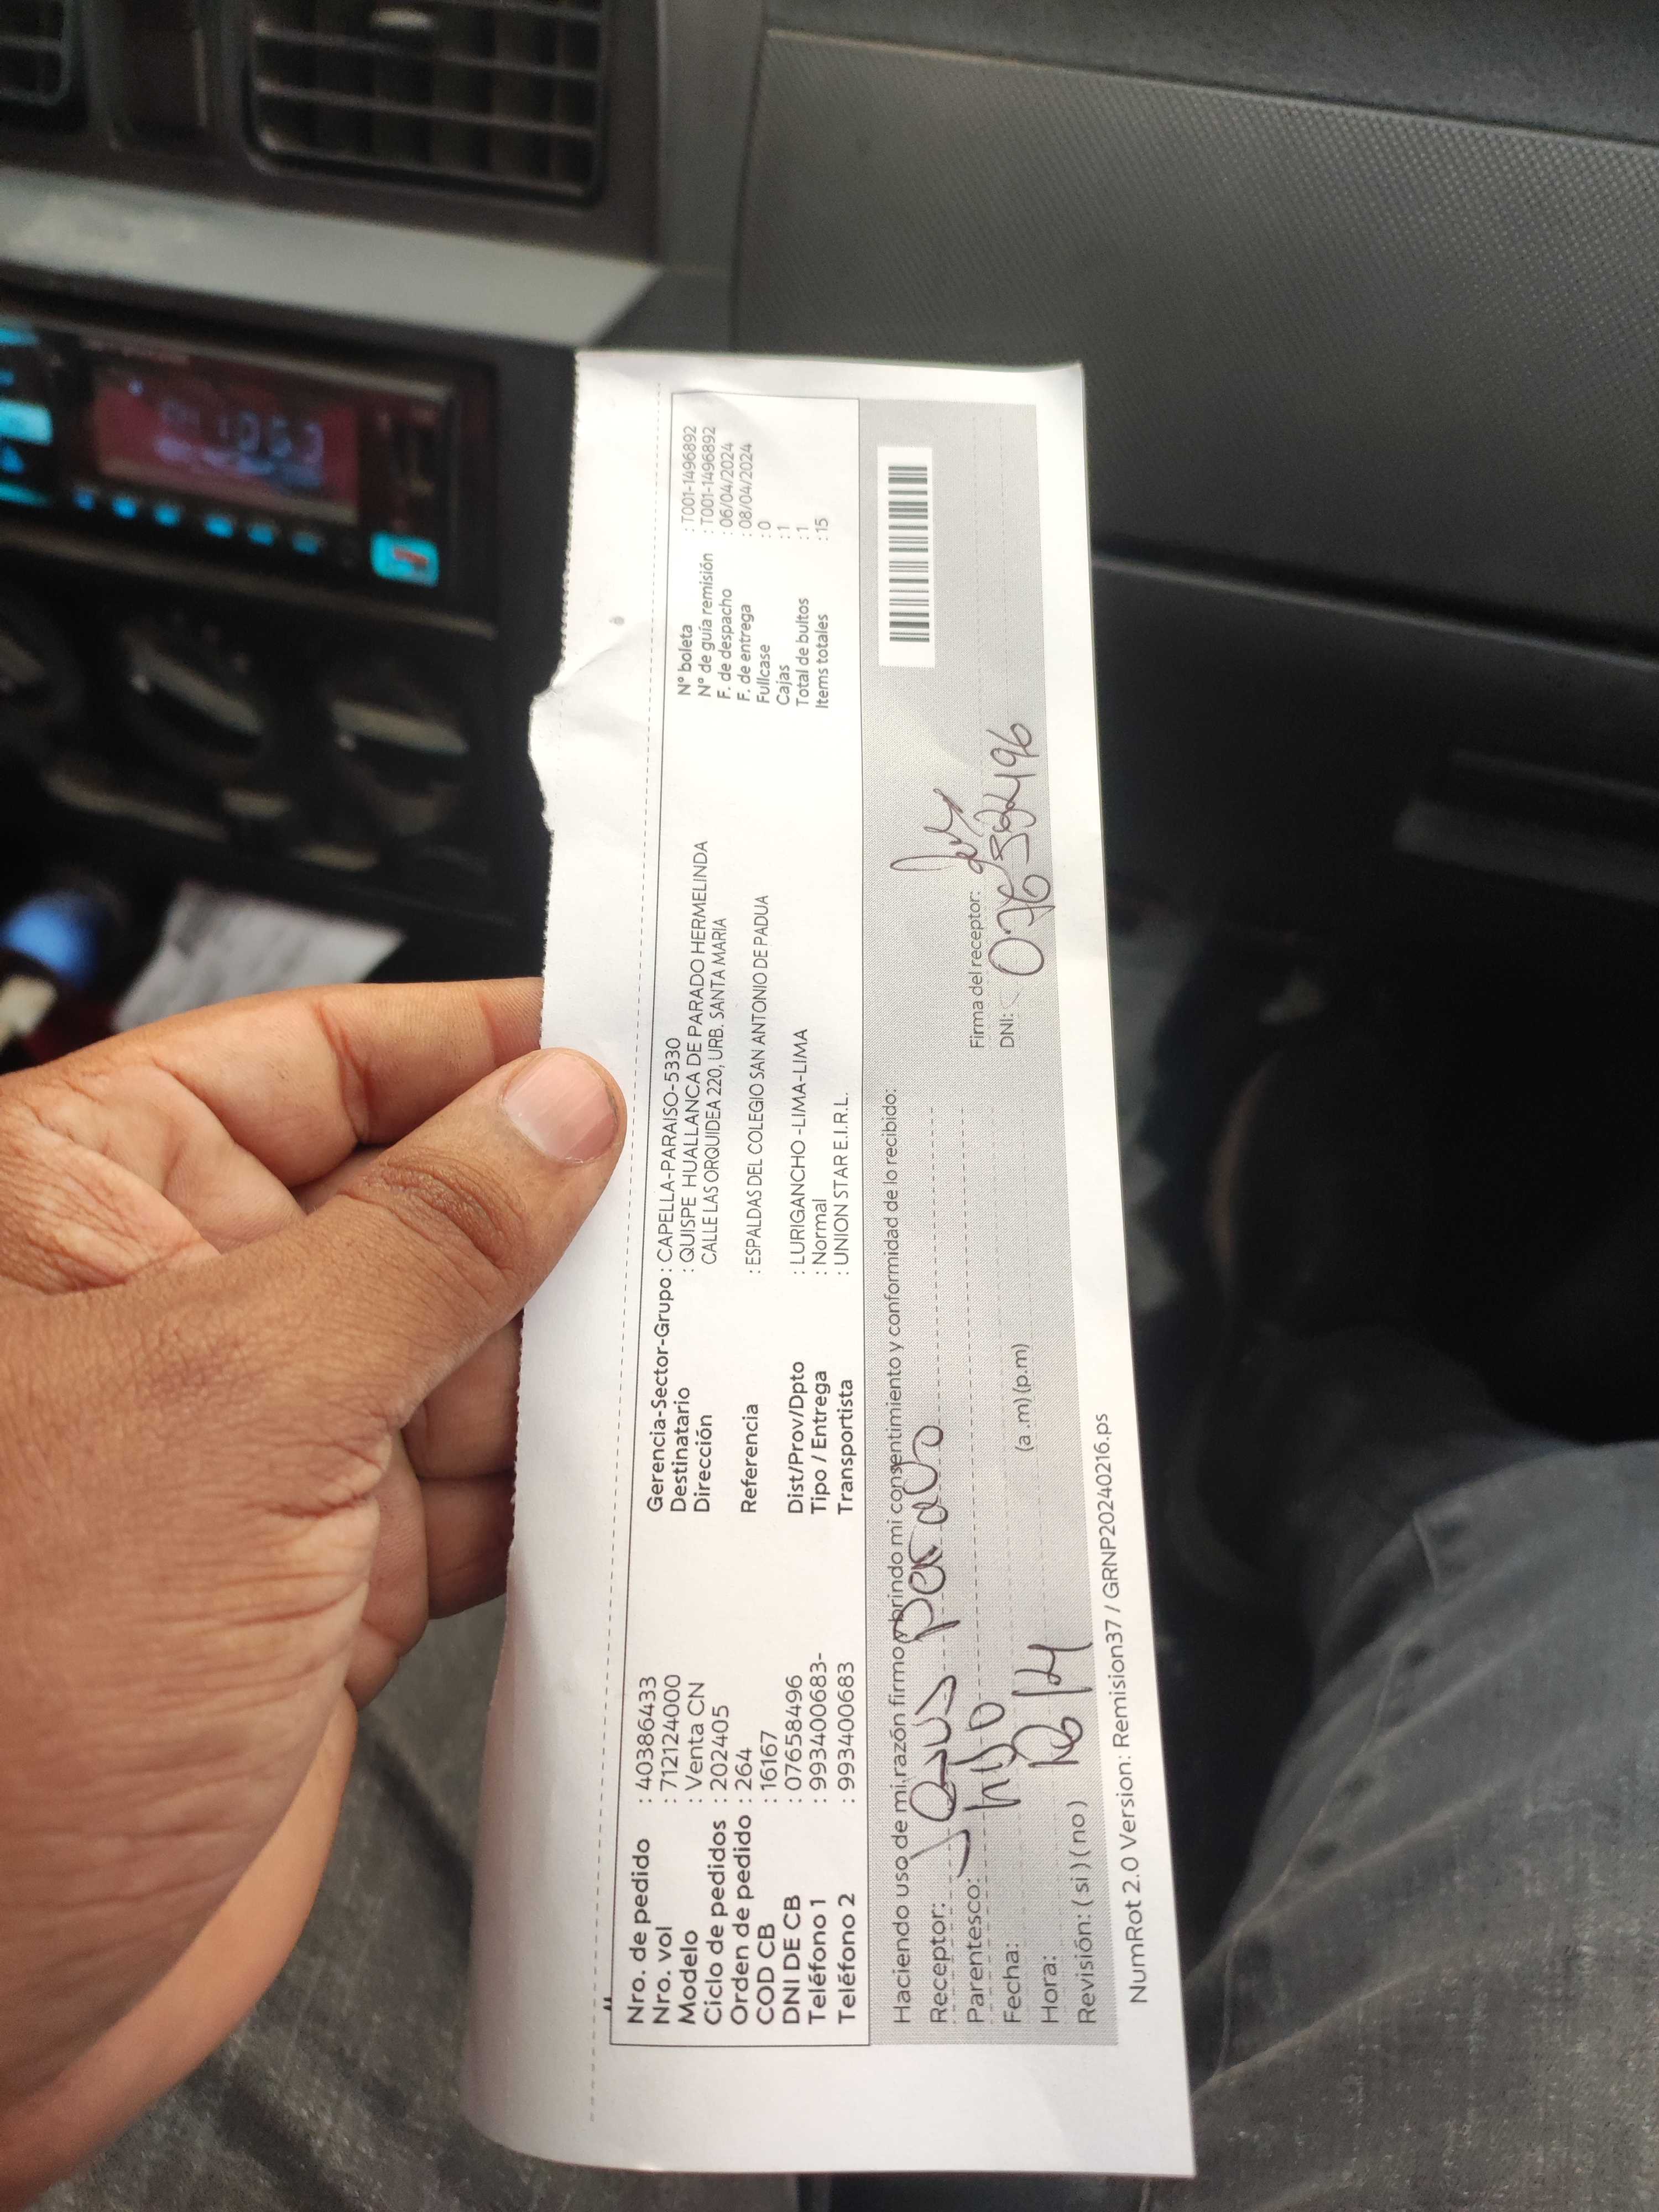 Nro. de pedido : 40386433
Nro. vol : 712124000
Modelo : Venta CN
Ciclo de pedidos : 202405
Orden de pedido : 264
COD CB : 16167
DNI DE CB : 07658496
Teléfono 1 : 993400683-
Teléfono 2 : 993400683
Gerencia-Sector-Grupo : CAPELLA-PARAISO-5330
Destinatario : QUISPE HUALLANCA DE PARADO HERMELINDA
Dirección CALLE LAS ORQUIDEA 220, URB. SANTA MARIA
Referencia : ESPALDAS DEL COLEGIO SAN ANTONIO DE PADUA
Dist/Prov/Dpto : LURIGANCHO -LIMA-LIMA
Tipo / Entrega : Normal
Transportista : UNION STAR E.I.R.L.
N° boleta : T001-1496892
N° de guía remisión : T001-1496892
F. de despacho : 06/04/2024
F. de entrega : 08/04/2024
Fullcase : 0
Cajas : 1
Total de bultos : 1
Items totales : 15
Haciendo uso de mi razón firmo brindo mi consentimiento y conformidad de lo recibido:
Receptor: parado
Parentesco: hijo
Fecha:
Hora: (a .m) (p.m)
Revisión: ( si ) ( no )
Firma del receptor:
DNI:
NumRot 2.0 Version: Remision37 / GRNP20240216.ps